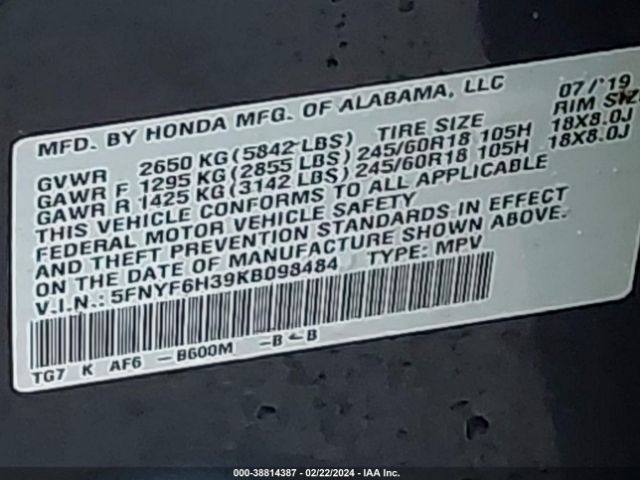 MFD. BY HONDA MFG. OF ALABAMA, LLC 07/'19
GVWR 2650 KG (5842 LBS) TIRE SIZE RIM SIZ
GAWR F 1295 KG (2855 LBS) 245/60R18 105H 18X8.0J
GAWR R 1425 KG (3142 LBS) 245/60R18 105H 18X8.0J
THIS VEHICLE CONFORMS TO ALL APPLICABLE
FEDERAL MOTOR VEHICLE SAFETY
AND THEFT PREVENTION STANDARDS IN EFFECT
ON THE DATE OF MANUFACTURE SHOWN ABOVE.
V.I.N.: 5FNYF6H39KB098484 TYPE: MPV
TG7 K AF6 -B600M -B -B
000-38814387 - 02/22/2024 - IAA Inc.